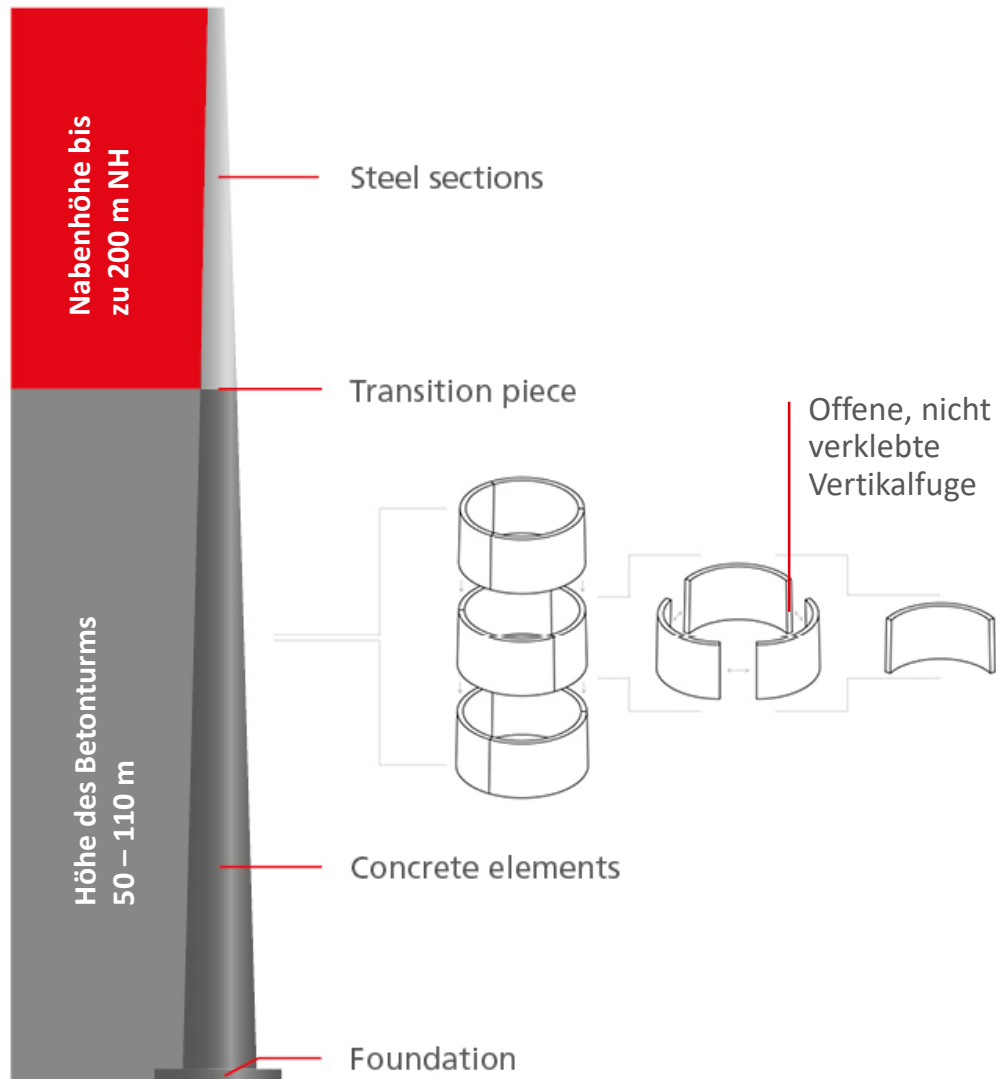 Nabenhöhe bis
zu 200 m NH
Steel sections
Transition piece
Offene, nicht
verklebte
Vertikalfuge
Höhe des Betonturms
50 – 110 m
Concrete elements
Foundation